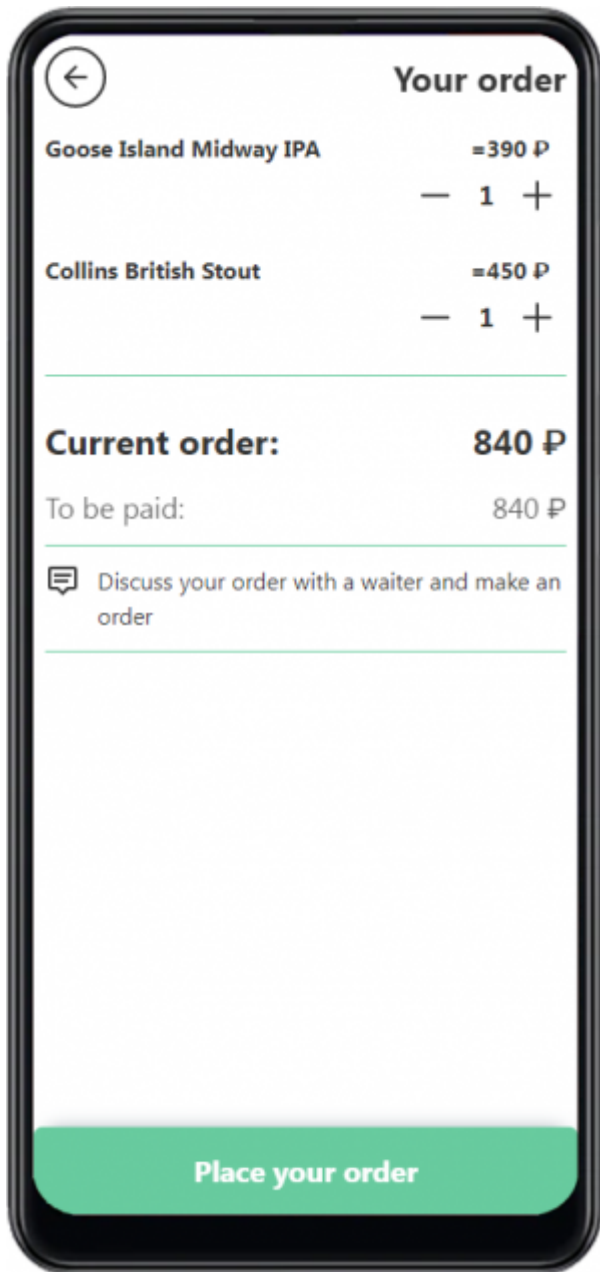 Your order
Goose Island Midway IPA =390 ₽
— 1 +
Collins British Stout =450 ₽
— 1 +
Current order: 840 ₽
To be paid: 840 ₽
Discuss your order with a waiter and make an
order
Place your order